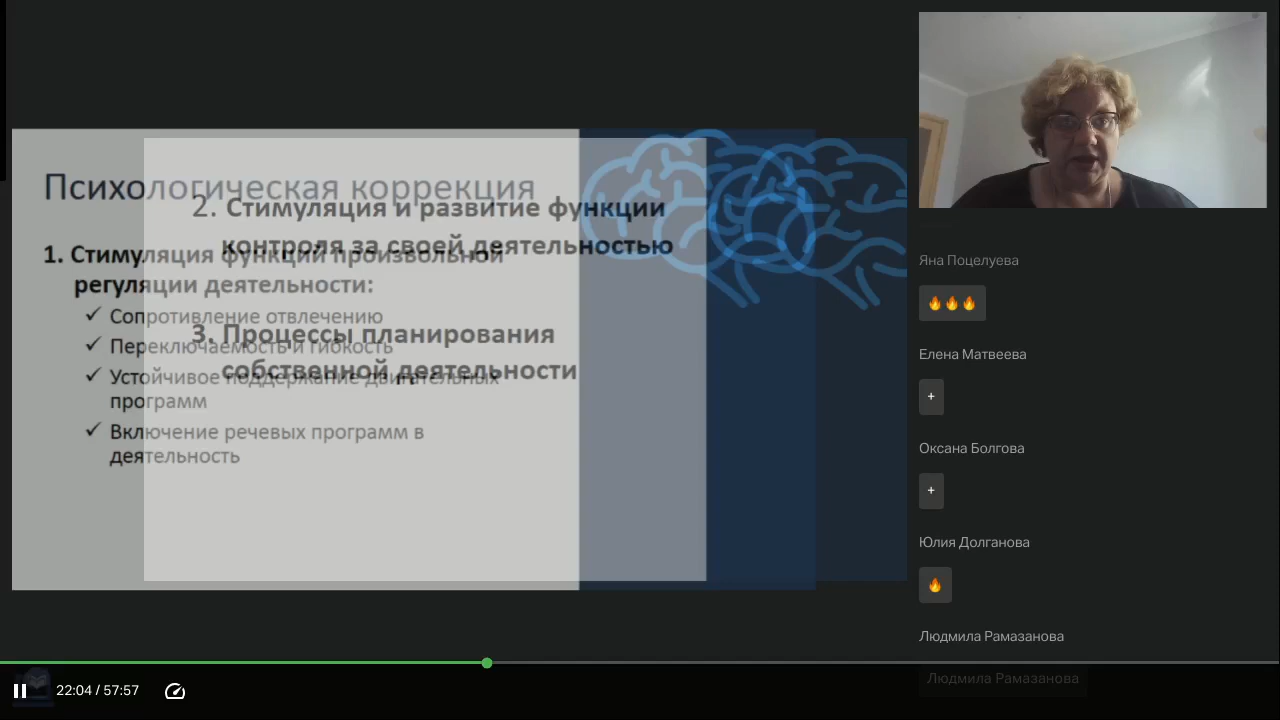 Психологическая коррекция
1. Стимуляция функций произвольной
регуляции деятельности:
✓ Сопротивление отвлечению
✓ Переключаемость и гибкость
✓ Устойчивое поддержание двигательных
программ
✓ Включение речевых программ в
деятельность
2. Стимуляция и развитие функции
контроля за своей деятельностью
3. Процессы планирования
собственной деятельности
Яна Поцелуева
🔥🔥🔥
Елена Матвеева
+
Оксана Болгова
+
Юлия Долганова
🔥
Людмила Рамазанова
Людмила Рамазанова
22:04 / 57:57